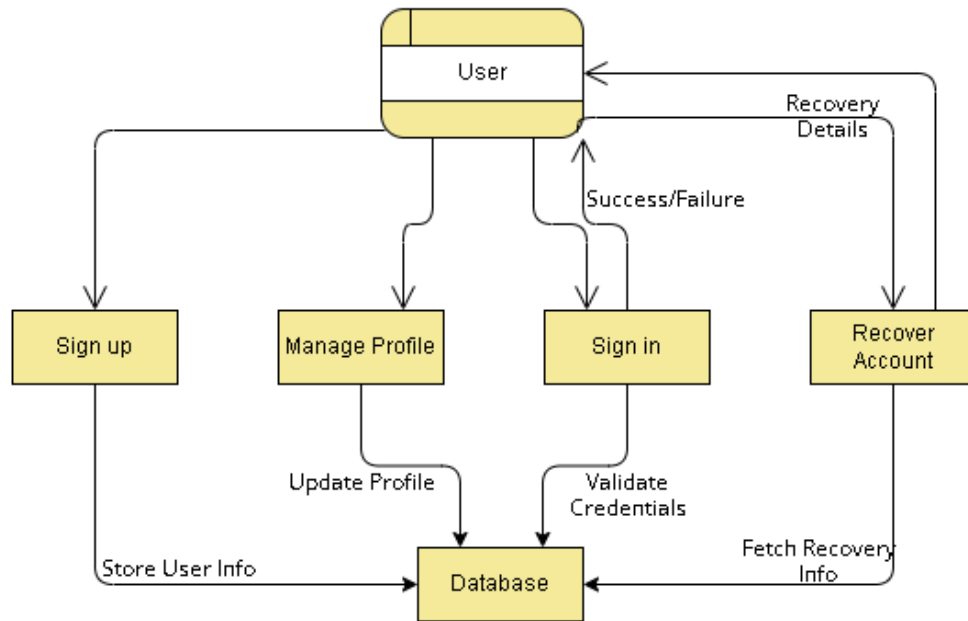 User
Recovery
Details
Success/Failure
Sign up
Manage Profile
Sign in
Recover
Account
Update Profile
Validate
Credentials
Store User Info
Database
Fetch Recovery
Info